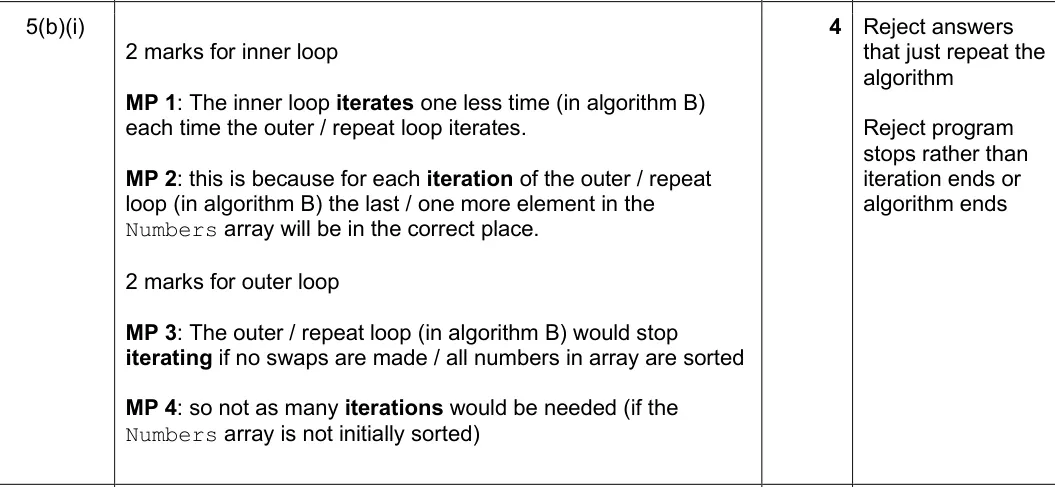 5(b)(i)
2 marks for inner loop
MP 1: The inner loop iterates one less time (in algorithm B)
each time the outer / repeat loop iterates.
MP 2: this is because for each iteration of the outer / repeat
loop (in algorithm B) the last / one more element in the
Numbers array will be in the correct place.
2 marks for outer loop
MP 3: The outer / repeat loop (in algorithm B) would stop
iterating if no swaps are made / all numbers in array are sorted
MP 4: so not as many iterations would be needed (if the
Numbers array is not initially sorted)
4
Reject answers
that just repeat the
algorithm
Reject program
stops rather than
iteration ends or
algorithm ends